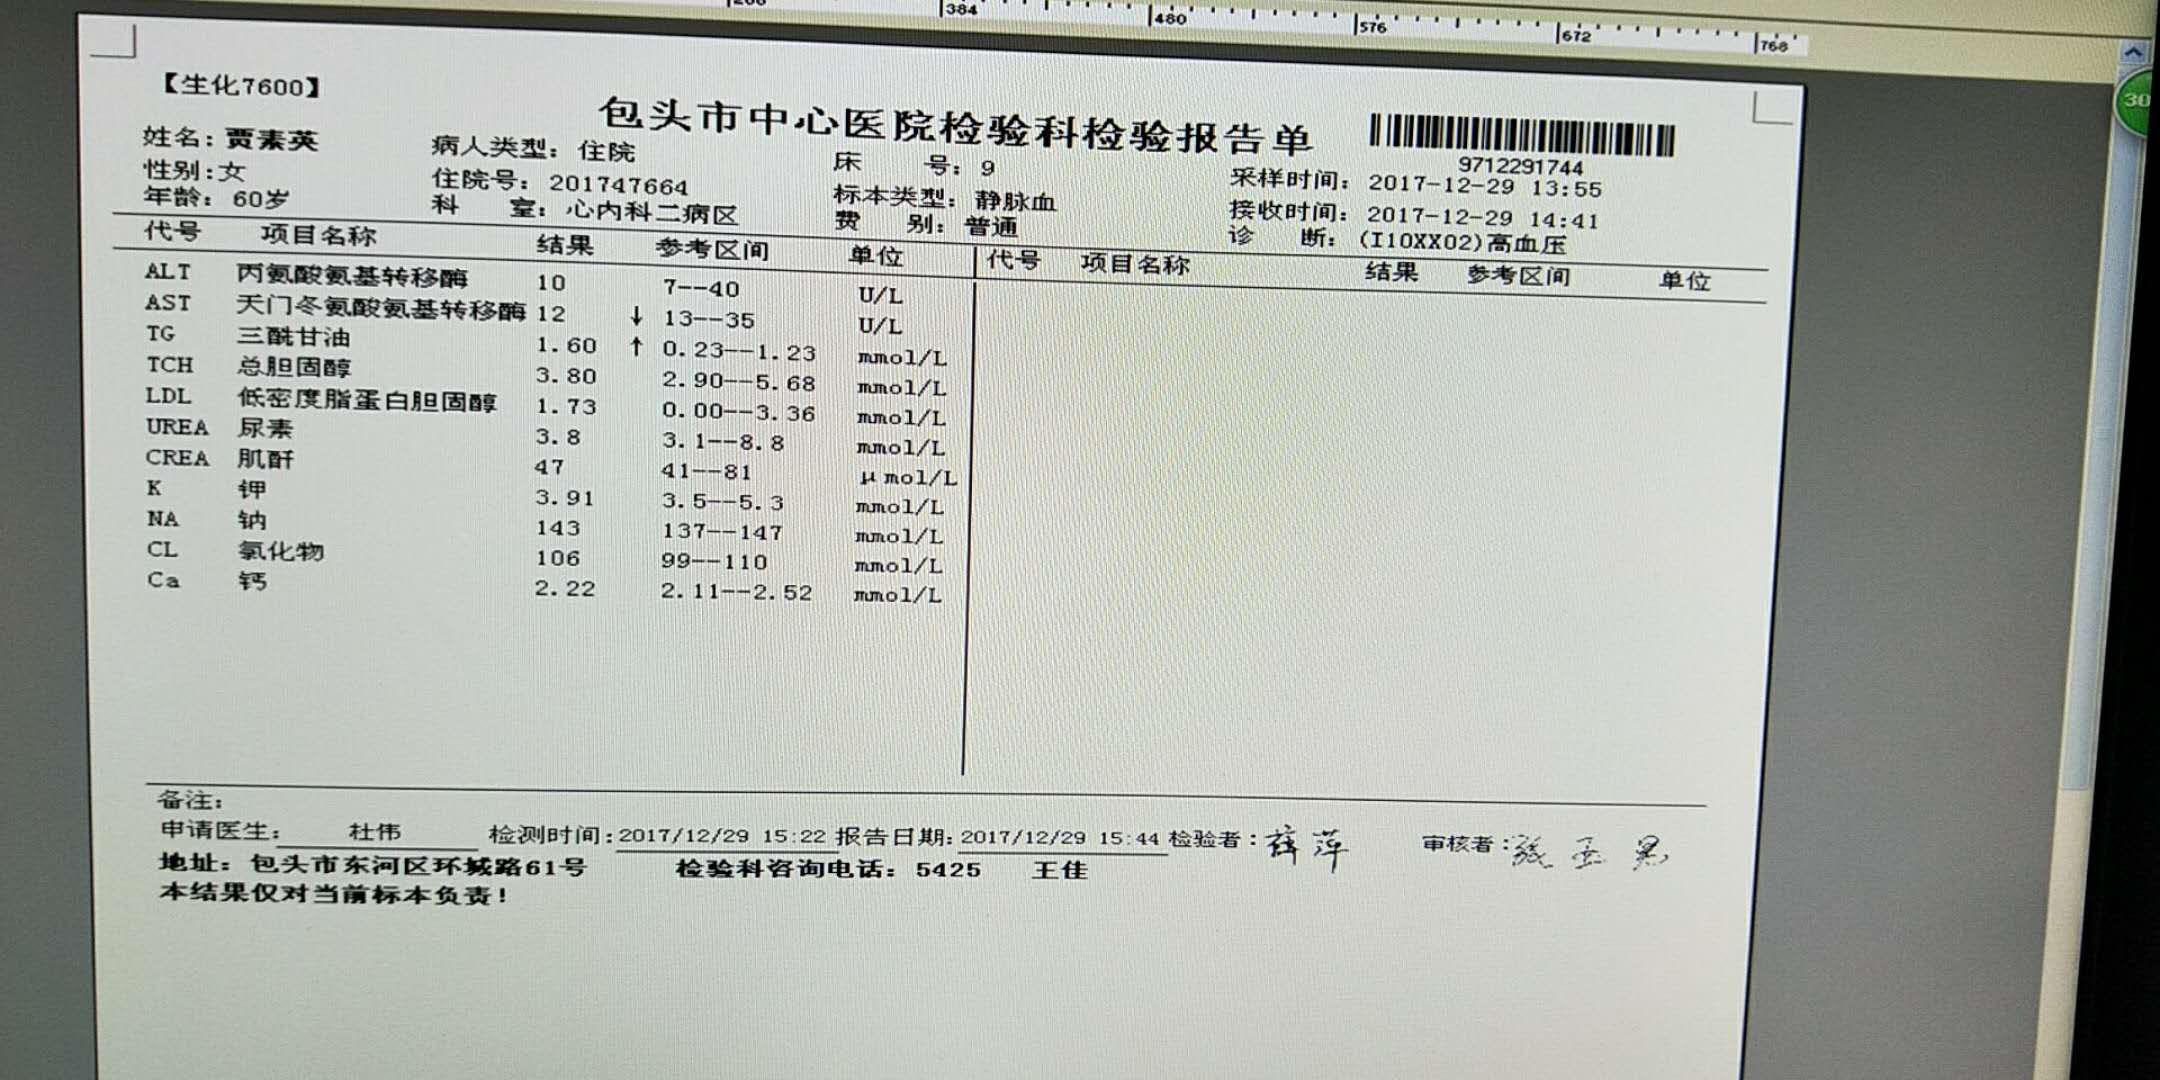 384 480 576 672 768
30
【生化7600】
包头市中心医院检验科检验报告单
9712291744
姓名：贾素英 病人类型：住院 床 号：9 采样时间：2017-12-29 13:55
性别：女 住院号：201747664 标本类型：静脉血 接收时间：2017-12-29 14:41
年龄：60岁 科 室：心内科二病区 费 别：普通 诊 断：(I10XX02)高血压
代号 项目名称 结果 参考区间 单位 代号 项目名称 结果 参考区间 单位
ALT 丙氨酸氨基转移酶 10 7--40 U/L
AST 天门冬氨酸氨基转移酶 12 ↓ 13--35 U/L
TG 三酰甘油 1.60 ↑ 0.23--1.23 mmol/L
TCH 总胆固醇 3.80 2.90--5.68 mmol/L
LDL 低密度脂蛋白胆固醇 1.73 0.00--3.36 mmol/L
UREA 尿素 3.8 3.1--8.8 mmol/L
CREA 肌酐 47 41--81 μmol/L
K 钾 3.91 3.5--5.3 mmol/L
NA 钠 143 137--147 mmol/L
CL 氯化物 106 99--110 mmol/L
Ca 钙 2.22 2.11--2.52 mmol/L
备注：
申请医生： 杜伟 检测时间：2017/12/29 15:22 报告日期：2017/12/29 15:44 检验者：薛萍 审核者：
地址：包头市东河区环城路61号 检验科咨询电话：5425 王佳
本结果仅对当前标本负责！